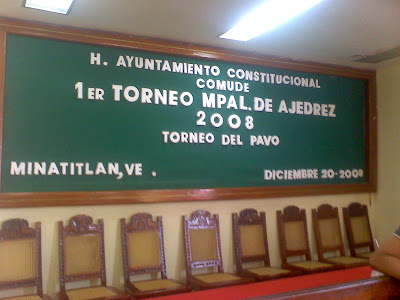 H. AYUNTAMIENTO CONSTITUCIONAL
COMUDE
1ER TORNEO MPAL. DE AJEDREZ
2008
TORNEO DEL PAVO
MINATITLAN, VE .
DICIEMBRE 20-2008